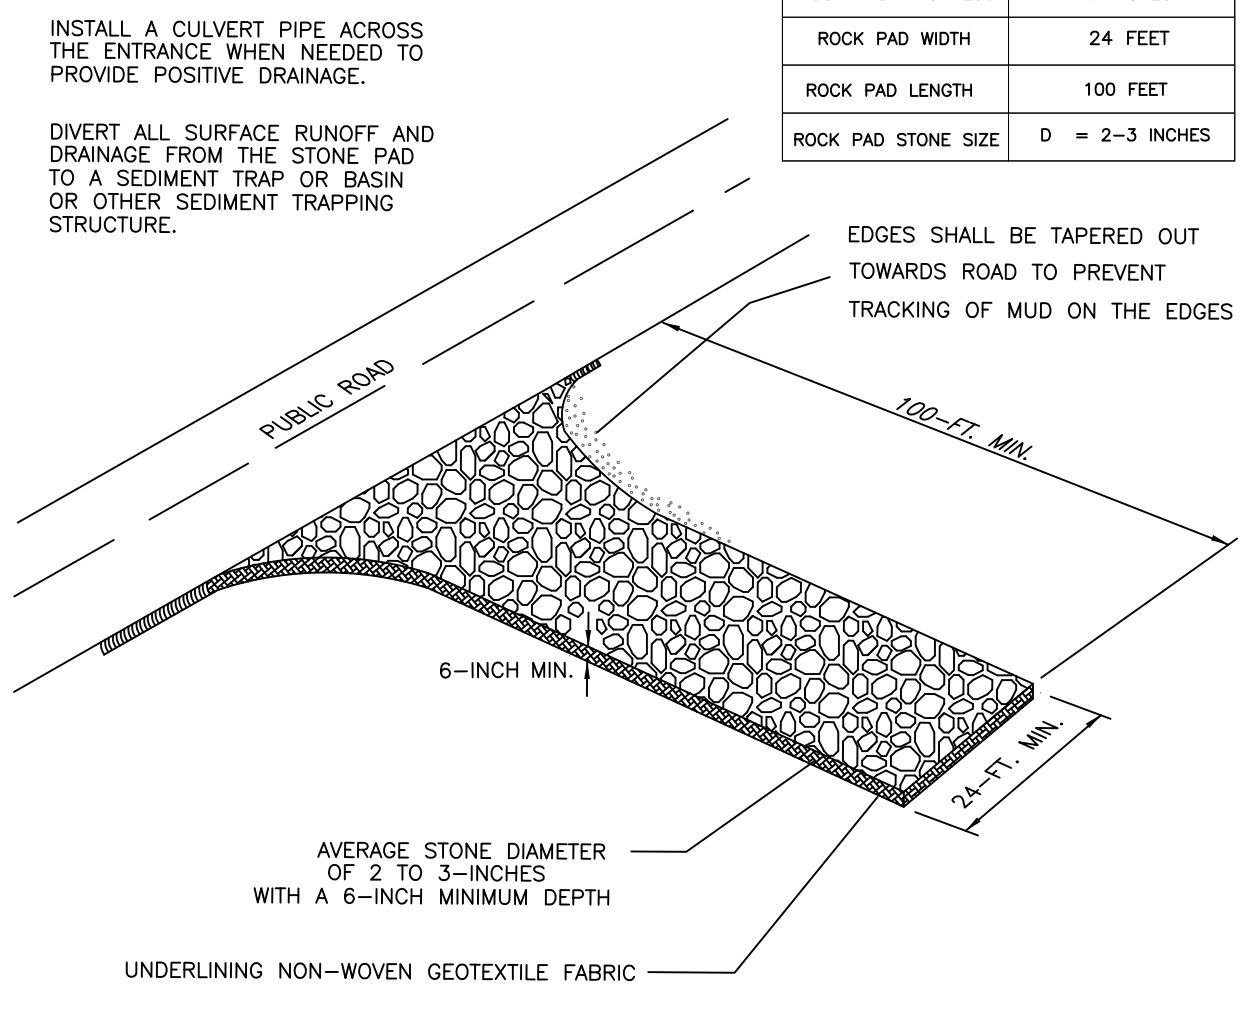 INSTALL A CULVERT PIPE ACROSS
THE ENTRANCE WHEN NEEDED TO
PROVIDE POSITIVE DRAINAGE.
DIVERT ALL SURFACE RUNOFF AND
DRAINAGE FROM THE STONE PAD
TO A SEDIMENT TRAP OR BASIN
OR OTHER SEDIMENT TRAPPING
STRUCTURE.
ROCK PAD WIDTH 24 FEET
ROCK PAD LENGTH 100 FEET
ROCK PAD STONE SIZE D = 2-3 INCHES
EDGES SHALL BE TAPERED OUT
TOWARDS ROAD TO PREVENT
TRACKING OF MUD ON THE EDGES
PUBLIC ROAD
100-FT. MIN.
6-INCH MIN.
24-FT. MIN.
AVERAGE STONE DIAMETER
OF 2 TO 3-INCHES
WITH A 6-INCH MINIMUM DEPTH
UNDERLINING NON-WOVEN GEOTEXTILE FABRIC